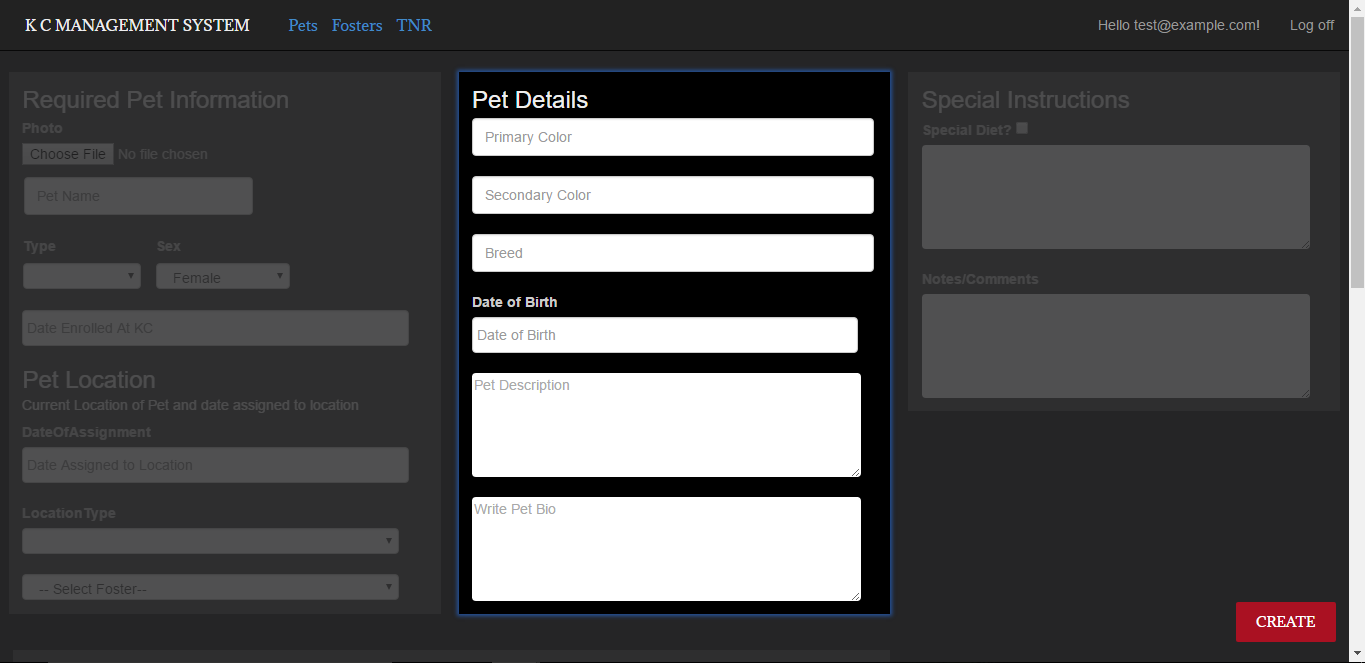 K C MANAGEMENT SYSTEM Pets Fosters TNR Hello test@example.com! Log off
Required Pet Information
Photo
Choose File No file chosen
Pet Name
Type Sex
Female
Date Enrolled At KC
Pet Location
Current Location of Pet and date assigned to location
DateOfAssignment
Date Assigned to Location
LocationType
-- Select Foster--
Pet Details
Primary Color
Secondary Color
Breed
Date of Birth
Date of Birth
Pet Description
Write Pet Bio
Special Instructions
Special Diet?
Notes/Comments
CREATE